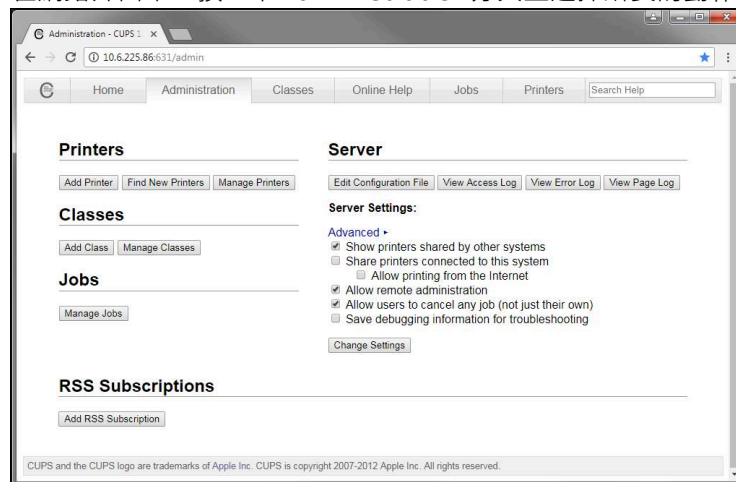 Administration - CUPS 1
10.6.225.86:631/admin
Home Administration Classes Online Help Jobs Printers Search Help
Printers
Add Printer Find New Printers Manage Printers
Classes
Add Class Manage Classes
Jobs
Manage Jobs
Server
Edit Configuration File View Access Log View Error Log View Page Log
Server Settings:
Advanced ▸
Show printers shared by other systems
Share printers connected to this system
Allow printing from the Internet
Allow remote administration
Allow users to cancel any job (not just their own)
Save debugging information for troubleshooting
Change Settings
RSS Subscriptions
Add RSS Subscription
CUPS and the CUPS logo are trademarks of Apple Inc. CUPS is copyright 2007-2012 Apple Inc. All rights reserved.